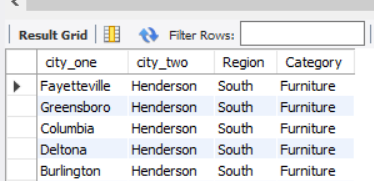 Result Grid Filter Rows:
city_one city_two Region Category
Fayetteville Henderson South Furniture
Greensboro Henderson South Furniture
Columbia Henderson South Furniture
Deltona Henderson South Furniture
Burlington Henderson South Furniture